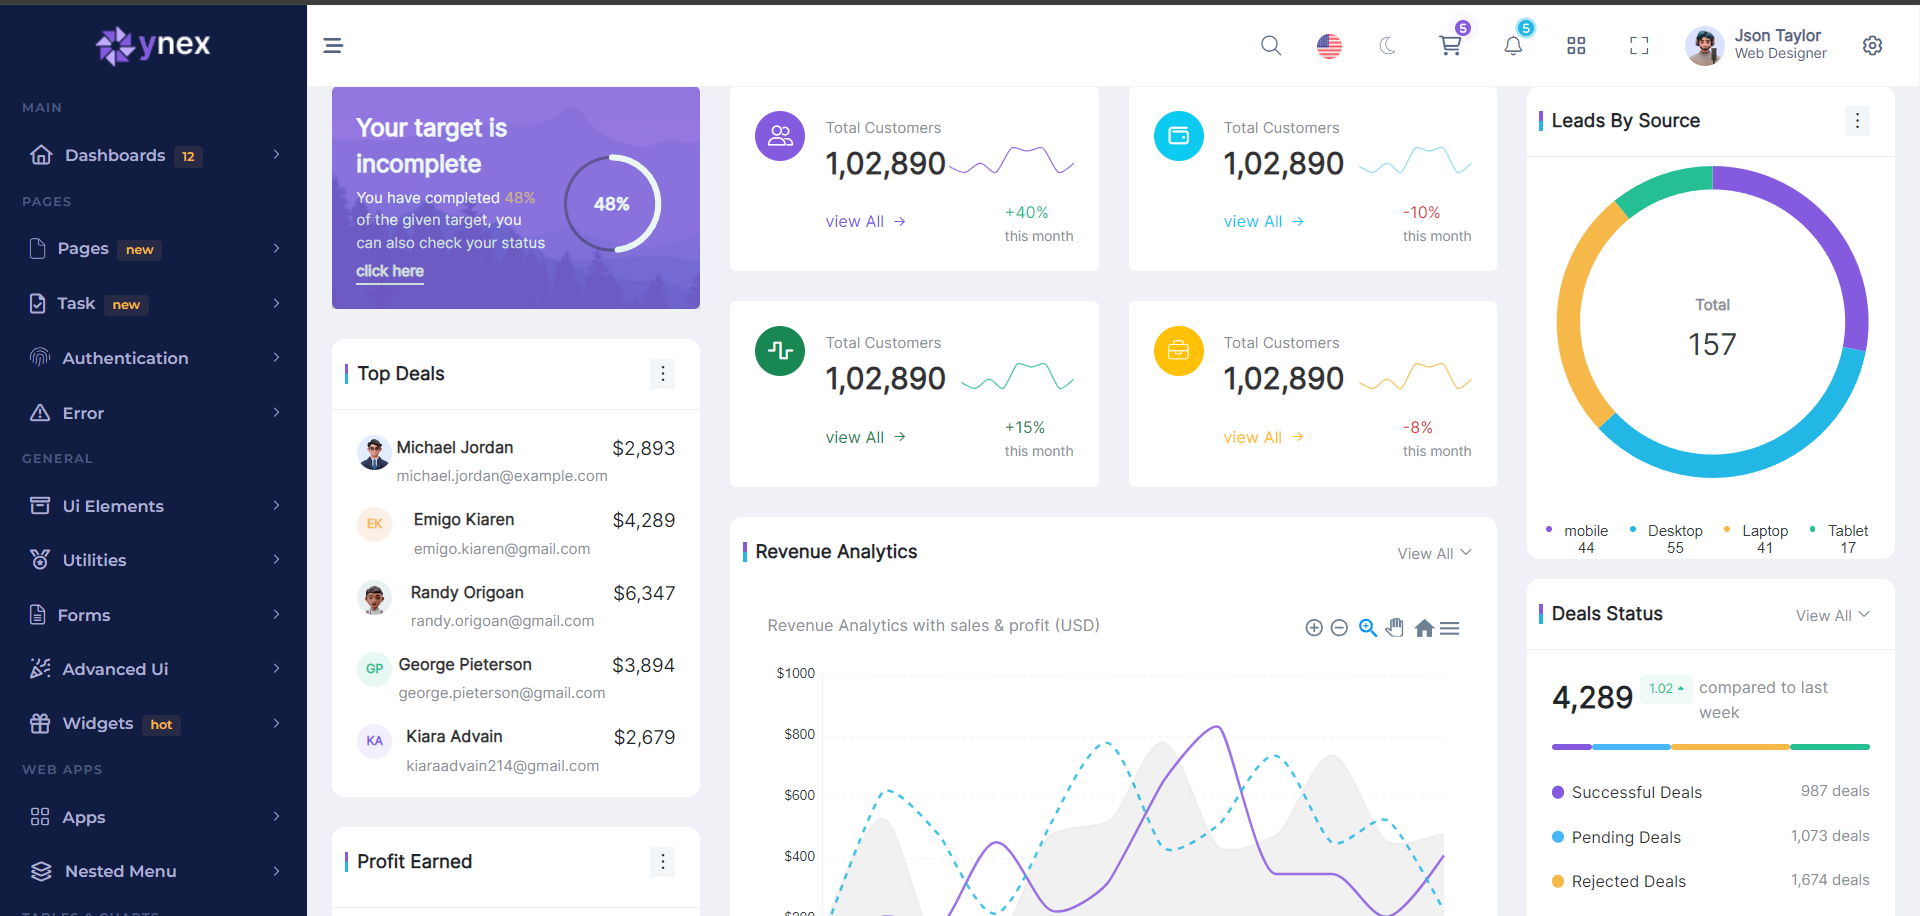 ynex
MAIN
Dashboards 12
PAGES
Pages new
Task new
Authentication
Error
GENERAL
Ui Elements
Utilities
Forms
Advanced Ui
Widgets hot
WEB APPS
Apps
Nested Menu
TABLES & CHARTS
5
5
Json Taylor
Web Designer
Your target is
incomplete
You have completed 48%
of the given target, you
can also check your status
click here
48%
Top Deals
Michael Jordan $2,893
michael.jordan@example.com
EK Emigo Kiaren $4,289
emigo.kiaren@gmail.com
Randy Origoan $6,347
randy.origoan@gmail.com
GP George Pieterson $3,894
george.pieterson@gmail.com
KA Kiara Advain $2,679
kiaraadvain214@gmail.com
Profit Earned
Total Customers
1,02,890
view All
+40%
this month
Total Customers
1,02,890
view All
-10%
this month
Total Customers
1,02,890
view All
+15%
this month
Total Customers
1,02,890
view All
-8%
this month
Revenue Analytics View All
Revenue Analytics with sales & profit (USD)
$1000
$800
$600
$400
$200
Leads By Source
Total
157
mobile Desktop Laptop Tablet
44 55 41 17
Deals Status View All
4,289 1.02 compared to last
week
Successful Deals 987 deals
Pending Deals 1,073 deals
Rejected Deals 1,674 deals